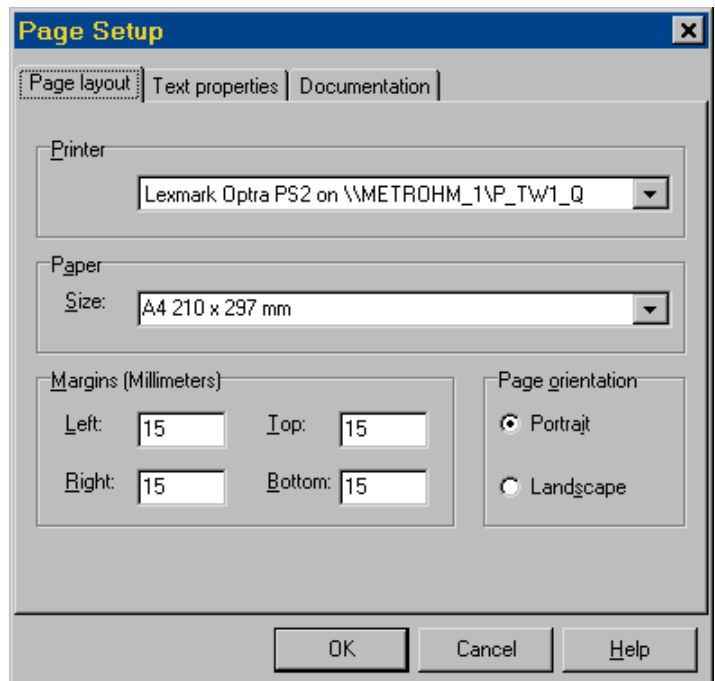 Page Setup
Page layout Text properties Documentation
Printer
Lexmark Optra PS2 on \\METROHM_1\P_TW1_Q
Paper
Size: A4 210 x 297 mm
Margins (Millimeters) Page orientation
Left: 15 Top: 15 Portrait
Right: 15 Bottom: 15 Landscape
OK Cancel Help